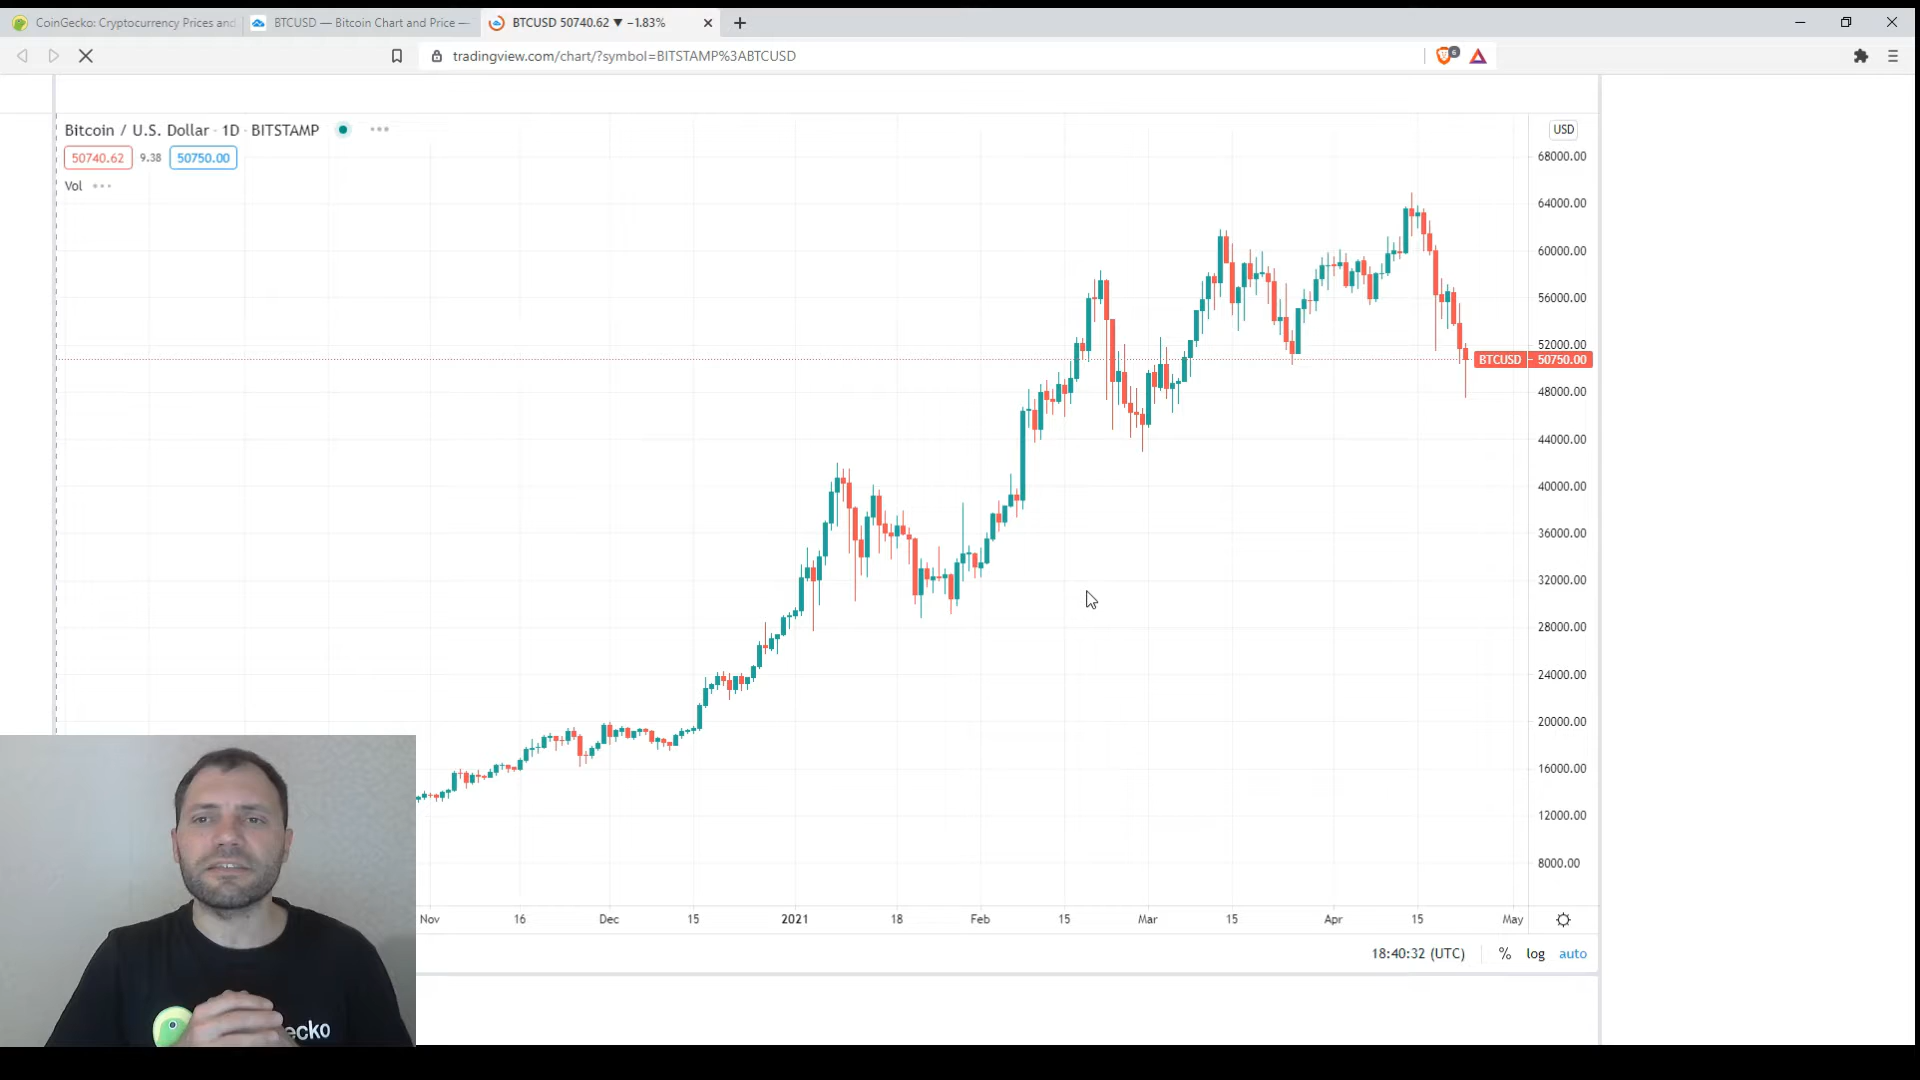 CoinGecko: Cryptocurrency Prices and
BTCUSD — Bitcoin Chart and Price —
BTCUSD 50740.62 ▼ −1.83%
tradingview.com/chart/?symbol=BITSTAMP%3ABTCUSD
6
Bitcoin / U.S. Dollar · 1D · BITSTAMP
USD
50740.62 9.38 50750.00
Vol
68000.00
64000.00
60000.00
56000.00
52000.00
BTCUSD 50750.00
48000.00
44000.00
40000.00
36000.00
32000.00
28000.00
24000.00
20000.00
16000.00
12000.00
8000.00
Nov 16 Dec 15 2021 18 Feb 15 Mar 15 Apr 15 May
18:40:32 (UTC) % log auto
ecko